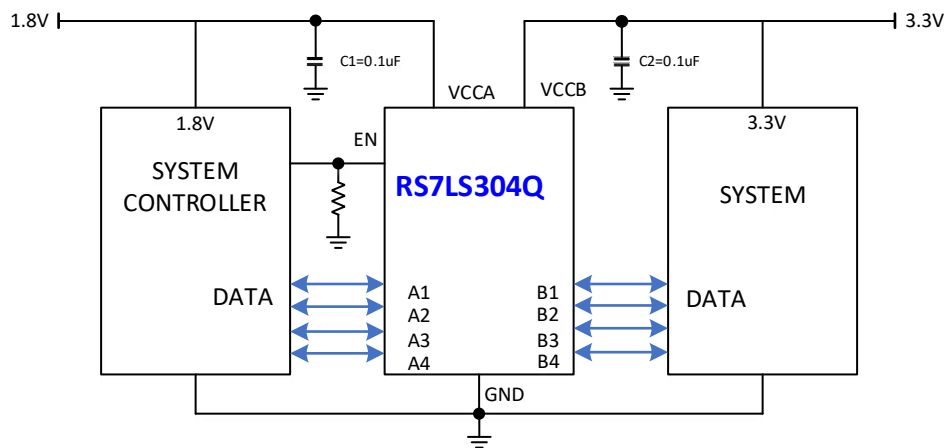 1.8V
3.3V
C1=0.1uF
C2=0.1uF
VCCA
VCCB
1.8V
EN
3.3V
SYSTEM
CONTROLLER
RS7LS304Q
SYSTEM
DATA
A1
A2
A3
A4
B1
B2
B3
B4
DATA
GND